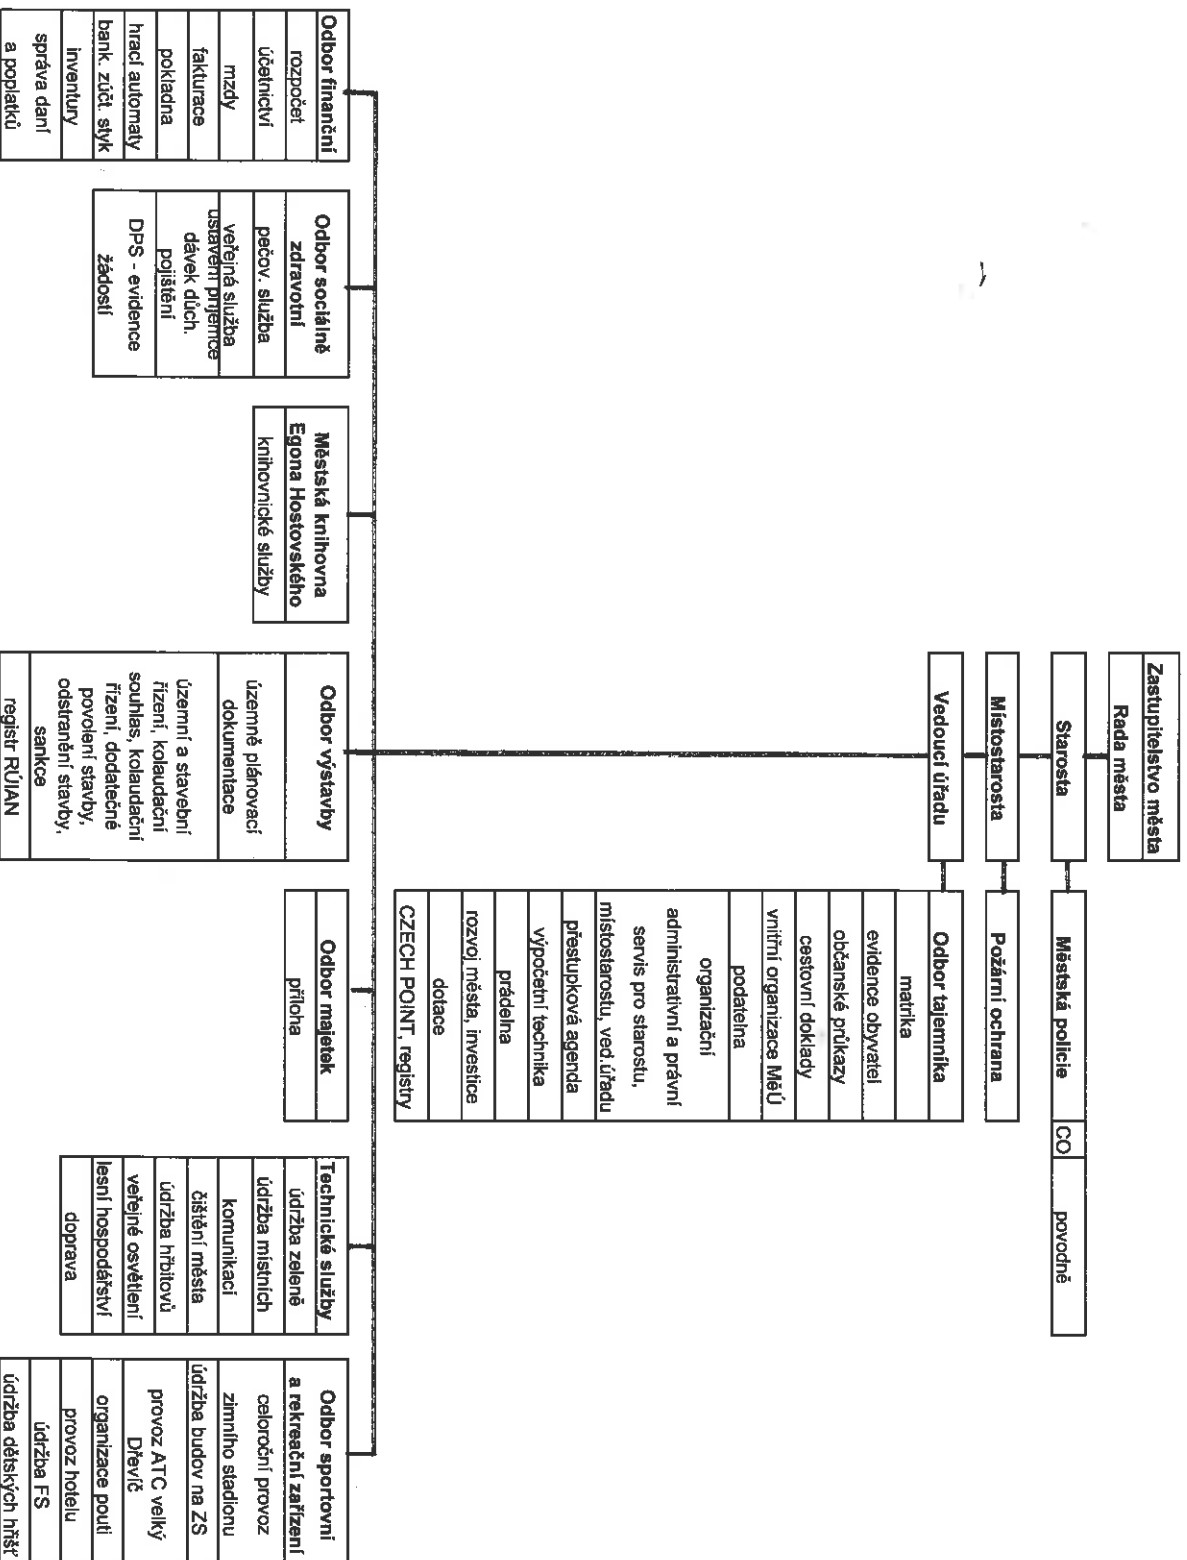 Zastupitelstvo města
Rada města
Starosta
Městská policie
CO
povodně
Místostarosta
Požární ochrana
Vedoucí úřadu
Odbor tajemníka
matrika
evidence obyvatel
občanské průkazy
cestovní doklady
vnitřní organizace MěÚ
podatelna
organizační
administrativní a právní
servis pro starostu,
místostarostu, ved.úřadu
přestupková agenda
výpočetní technika
prádelna
rozvoj města, investice
dotace
CZECH POINT, registry
Odbor finanční
rozpočet
účetnictví
mzdy
fakturace
pokladna
hrací automaty
bank. zúčt. styk
inventury
správa daní
a poplatků
Odbor sociálně
zdravotní
pečov. služba
veřejná služba
ustavení příjemce
dávek důch.
pojištění
DPS - evidence
žádostí
Městská knihovna
Egona Hostovského
knihovnické služby
Odbor výstavby
územně plánovací
dokumentace
územní a stavební
řízení, kolaudační
souhlas, kolaudační
řízení, dodatečné
povolení stavby,
odstranění stavby,
sankce
registr RÚIAN
Odbor majetek
příloha
Technické služby
údržba zeleně
údržba místních
komunikací
čištění města
údržba hřbitovů
veřejné osvětlení
lesní hospodářství
doprava
Odbor sportovní
a rekreační zařízení
celoroční provoz
zimního stadionu
údržba budov na ZS
provoz ATC velký
Dřevíč
organizace pouti
provoz hotelu
údržba FS
údržba dětských hřišť